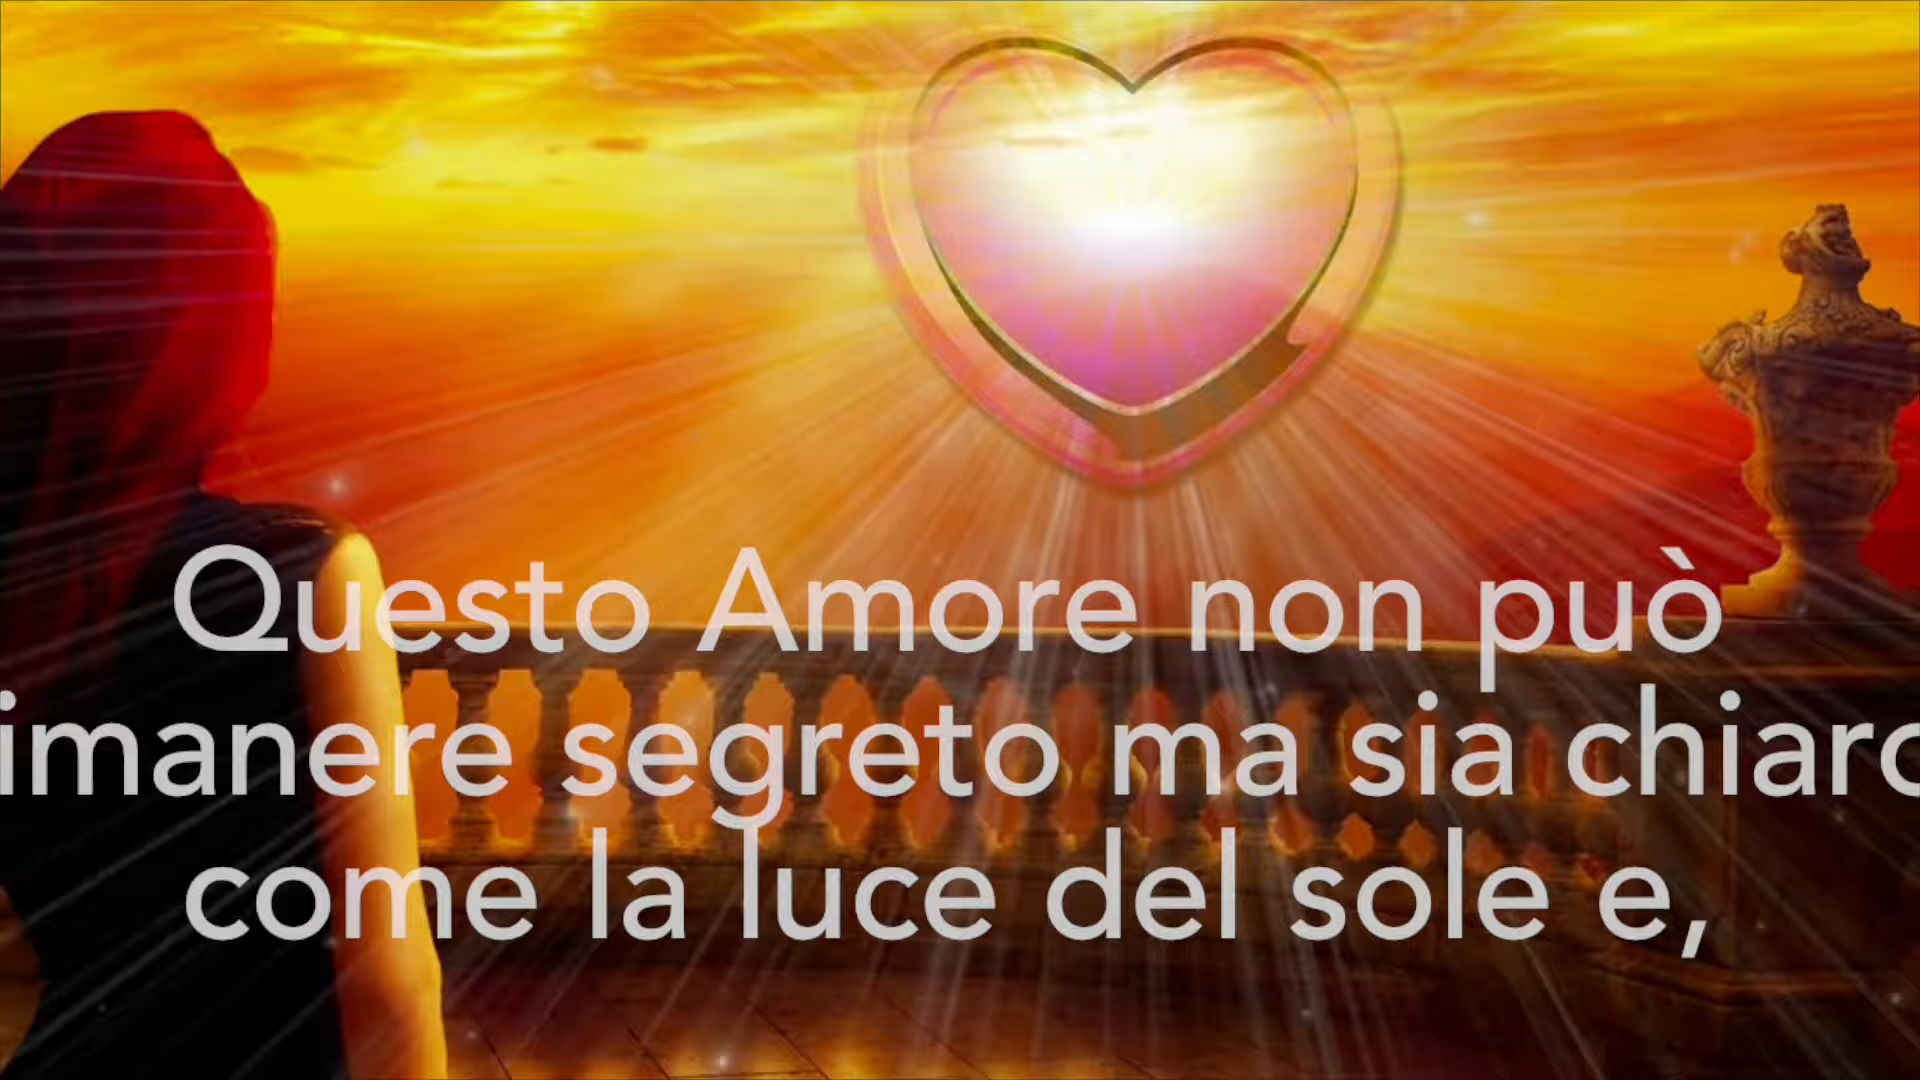 Questo Amore non può
imanere segreto ma sia chiaro
come la luce del sole e,